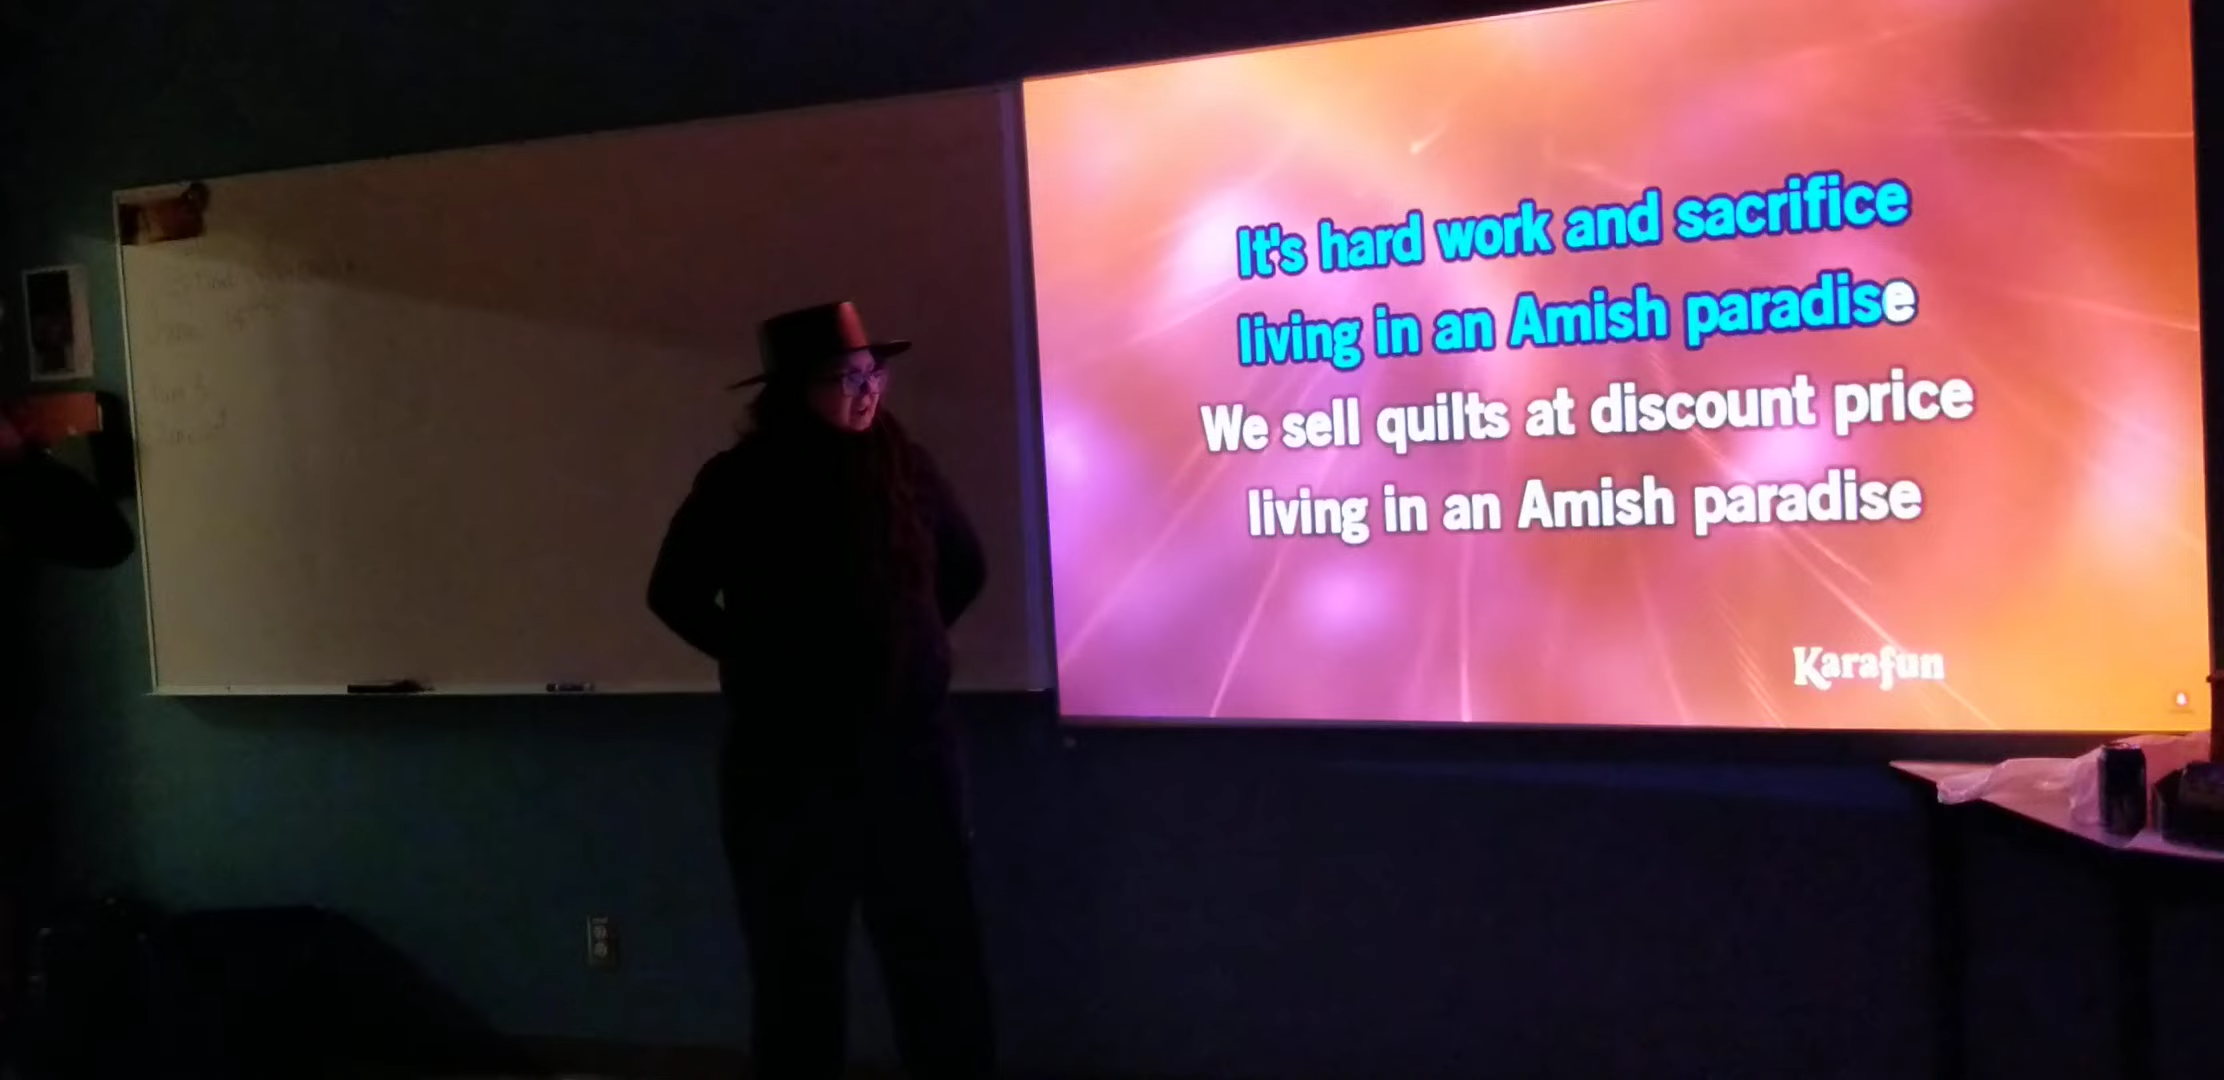 It's hard work and sacrifice
living in an Amish paradise
We sell quilts at discount price
living in an Amish paradise
Karafun